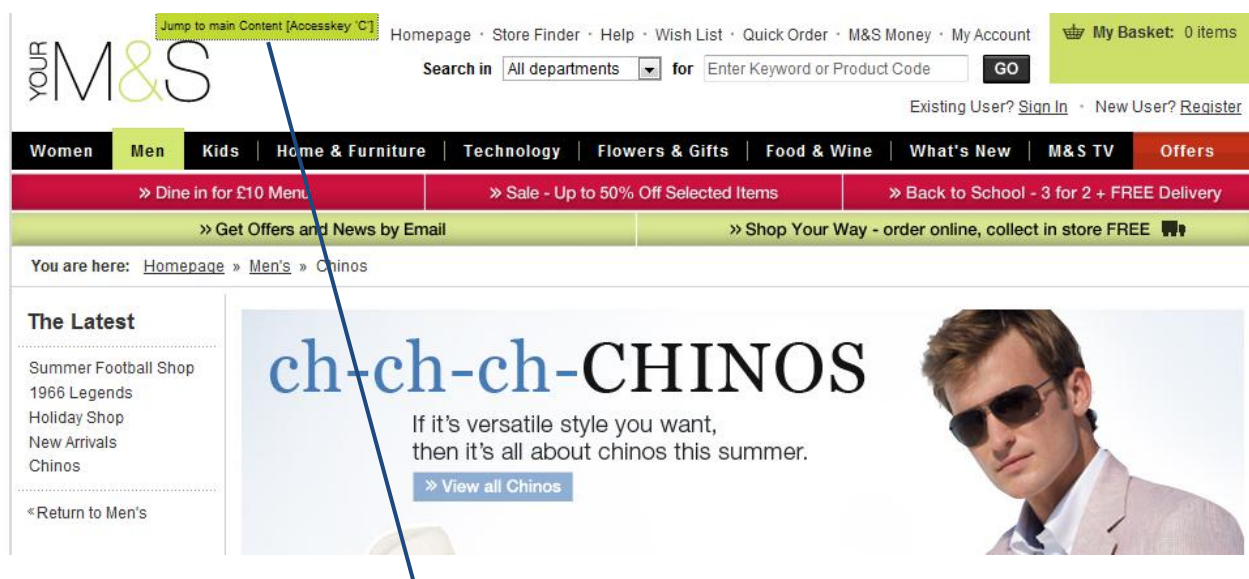 Jump to main Content [Accesskey 'C']
YOUR M&S
Homepage · Store Finder · Help · Wish List · Quick Order · M&S Money · My Account
My Basket: 0 items
Search in All departments for Enter Keyword or Product Code GO
Existing User? Sign In · New User? Register
Women Men Kids | Home & Furniture | Technology | Flowers & Gifts | Food & Wine | What's New | M&S TV Offers
» Dine in for £10 Menu » Sale - Up to 50% Off Selected Items » Back to School - 3 for 2 + FREE Delivery
» Get Offers and News by Email » Shop Your Way - order online, collect in store FREE
You are here: Homepage » Men's » Chinos
The Latest
Summer Football Shop
1966 Legends
Holiday Shop
New Arrivals
Chinos
« Return to Men's
ch-ch-ch-CHINOS
If it's versatile style you want,
then it's all about chinos this summer.
» View all Chinos